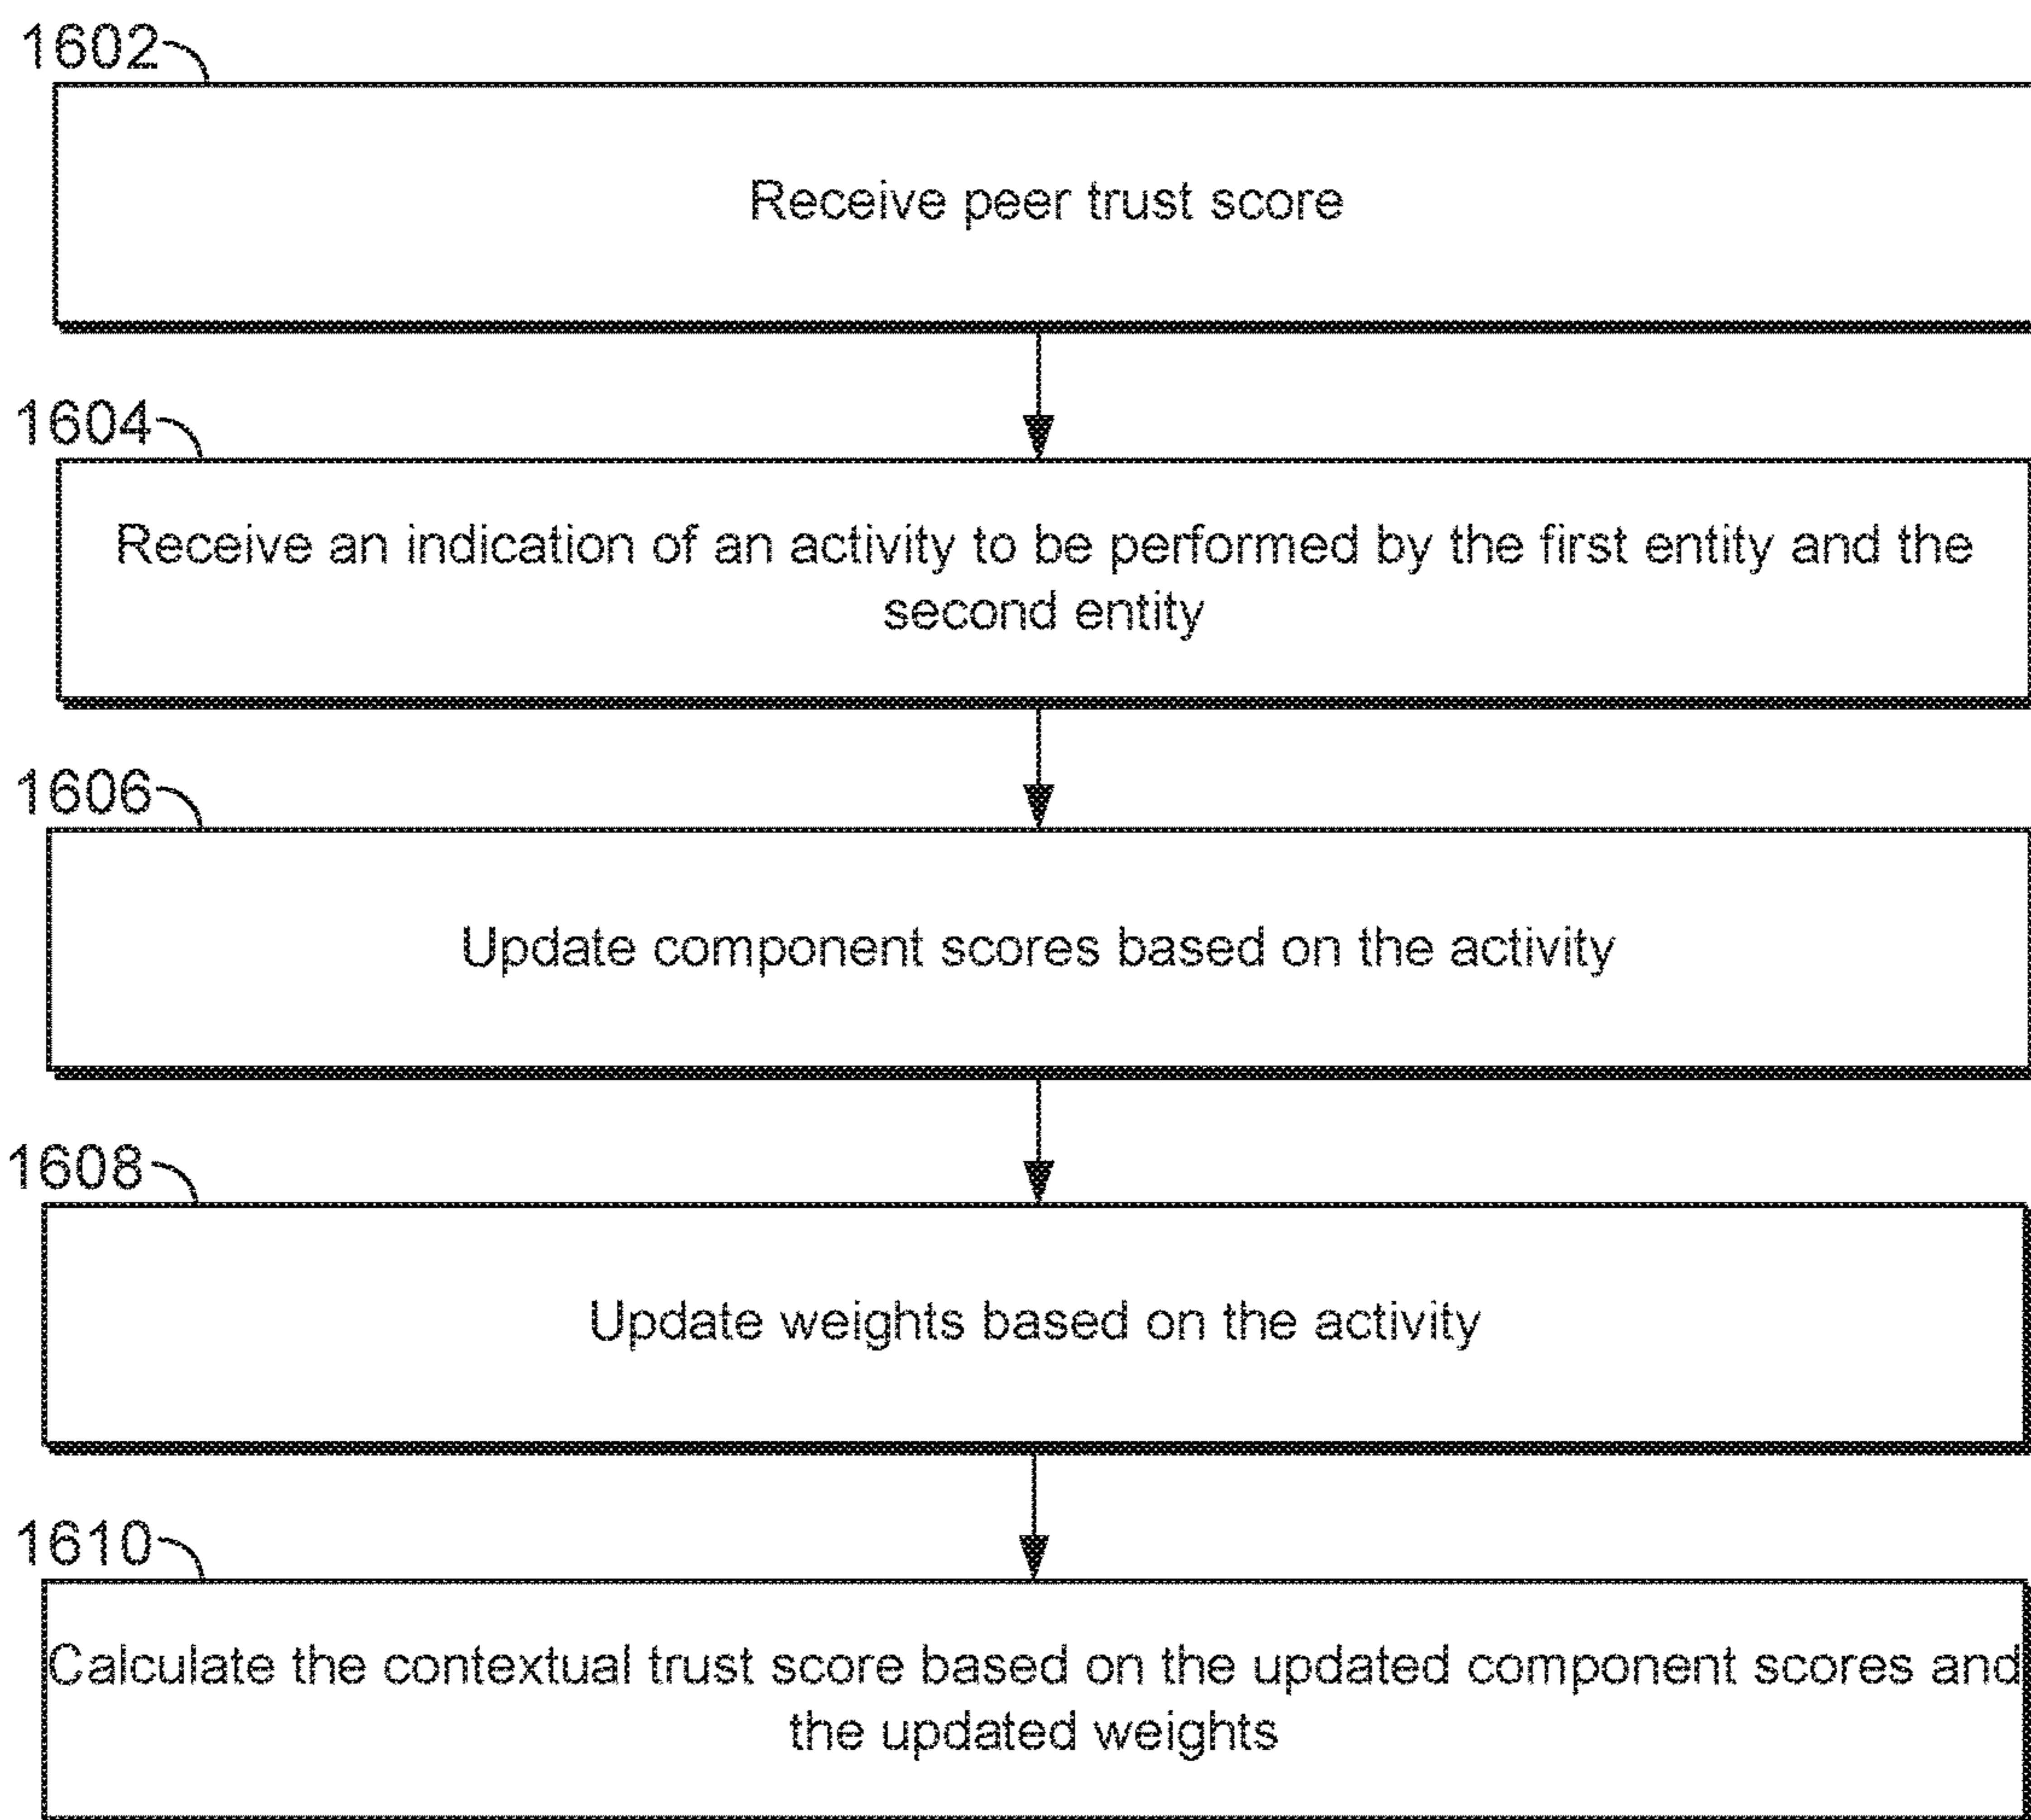 1602
Receive peer trust score
1604
Receive an indication of an activity to be performed by the first entity and the
second entity
1606
Update component scores based on the activity
1608
Update weights based on the activity
1610
Calculate the contextual trust score based on the updated component scores and
the updated weights